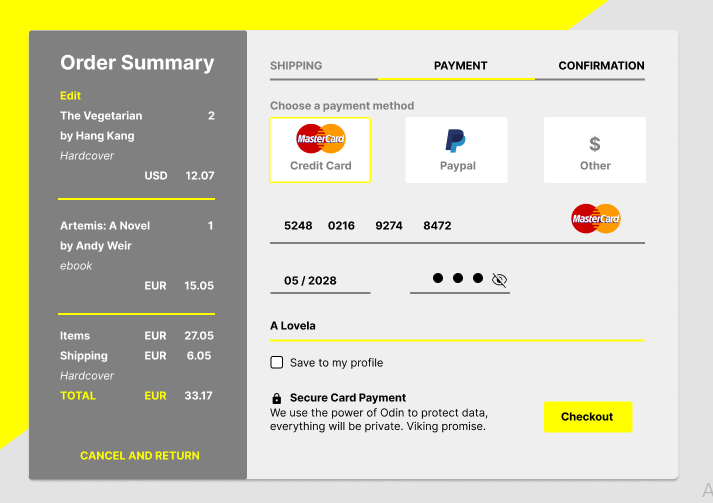 Order Summary
Edit
The Vegetarian 2
by Hang Kang
Hardcover
USD 12.07
Artemis: A Novel 1
by Andy Weir
ebook
EUR 15.05
Items EUR 27.05
Shipping EUR 6.05
Hardcover
TOTAL EUR 33.17
CANCEL AND RETURN
SHIPPING PAYMENT CONFIRMATION
Choose a payment method
MasterCard
Credit Card
Paypal
$
Other
5248 0216 9274 8472
MasterCard
05 / 2028
A Lovela
Save to my profile
Secure Card Payment
We use the power of Odin to protect data,
everything will be private. Viking promise.
Checkout
A